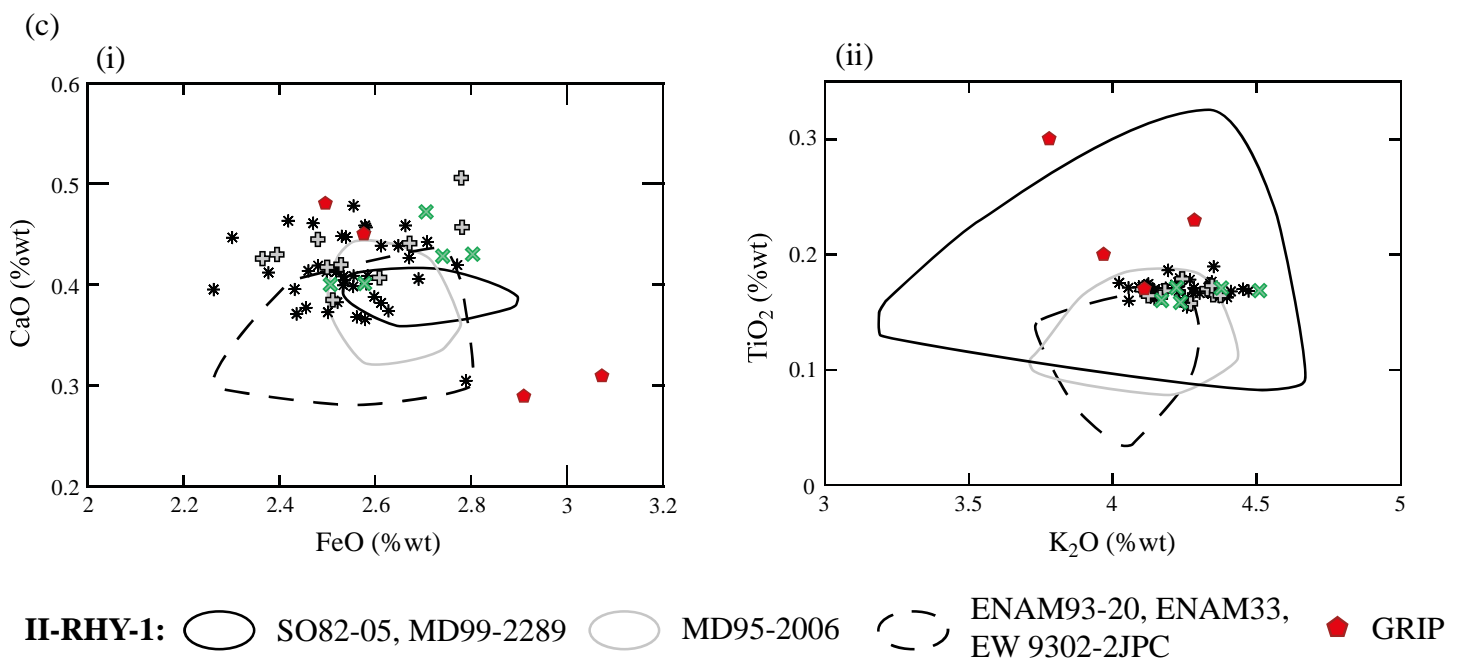 (c)
(i)
0.6
0.5
0.4
0.3
0.2
CaO (%wt)
2 2.2 2.4 2.6 2.8 3 3.2
FeO (%wt)
(ii)
0.3
0.2
0.1
0
TiO₂ (%wt)
3 3.5 4 4.5 5
K₂O (%wt)
II-RHY-1: SO82-05, MD99-2289 MD95-2006 ENAM93-20, ENAM33, GRIP
EW 9302-2JPC